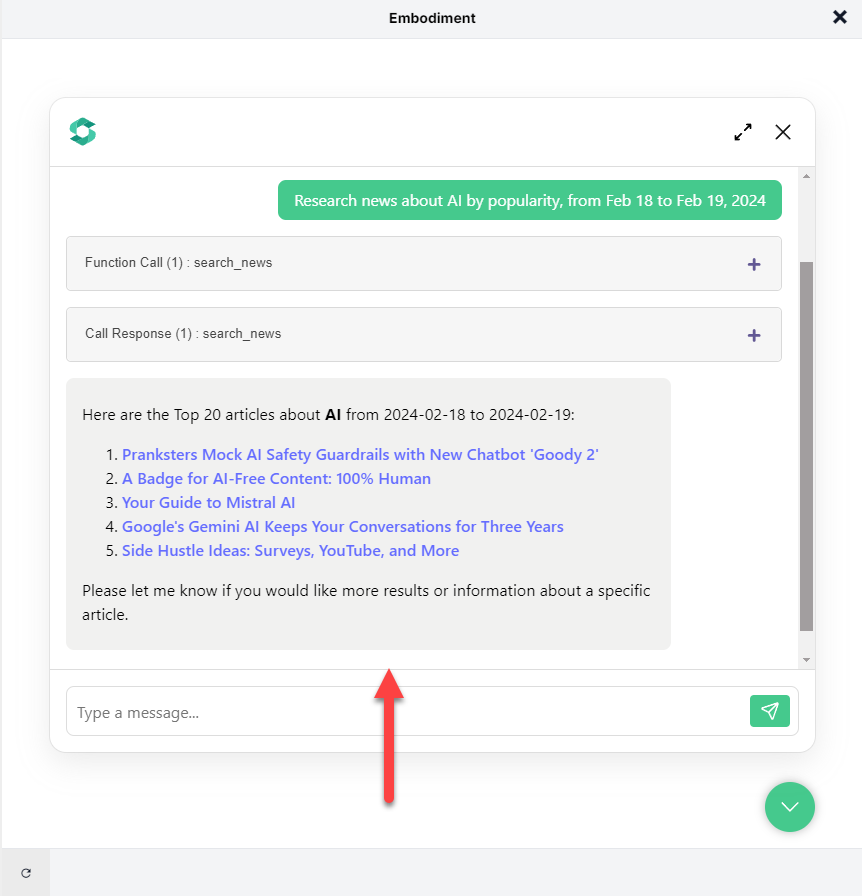 Embodiment
Research news about AI by popularity, from Feb 18 to Feb 19, 2024
Function Call (1) : search_news
Call Response (1) : search_news
Here are the Top 20 articles about AI from 2024-02-18 to 2024-02-19:
1. Pranksters Mock AI Safety Guardrails with New Chatbot 'Goody 2'
2. A Badge for AI-Free Content: 100% Human
3. Your Guide to Mistral AI
4. Google's Gemini AI Keeps Your Conversations for Three Years
5. Side Hustle Ideas: Surveys, YouTube, and More
Please let me know if you would like more results or information about a specific
article.
Type a message...